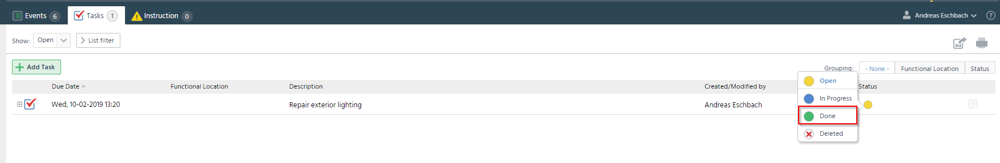 Events 6 Tasks 1 Instruction 0 Andreas Eschbach ?
Show: Open List filter XLS
Add Task Grouping: - None - Functional Location Status
Due Date Functional Location Description Created/Modified by Status
Wed, 10-02-2019 13:20 Repair exterior lighting Andreas Eschbach
Open
In Progress
Done
Deleted